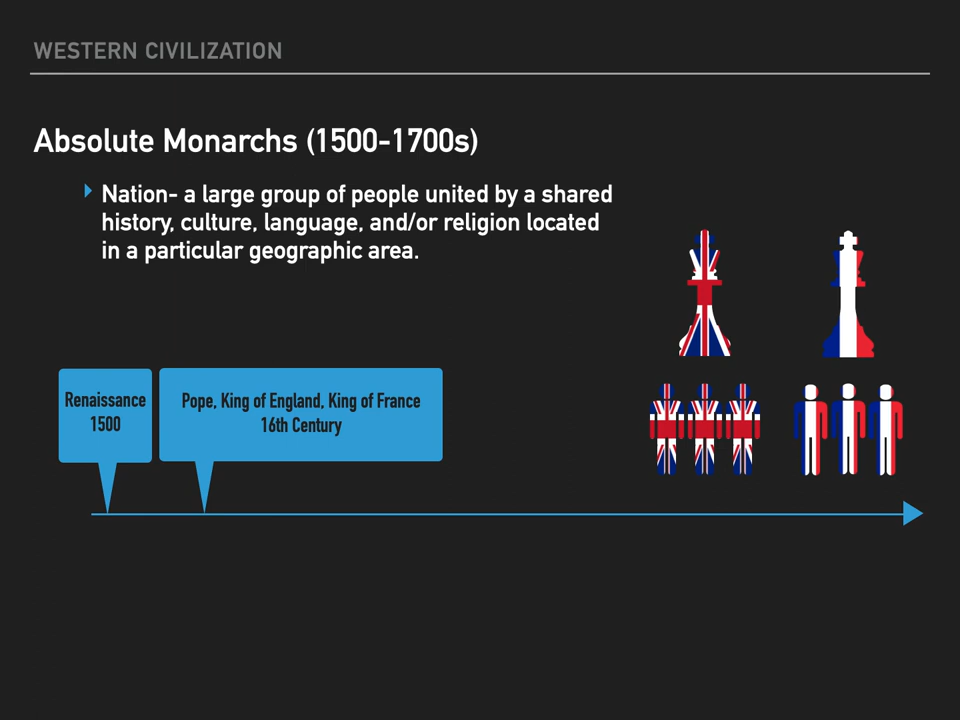 WESTERN CIVILIZATION
Absolute Monarchs (1500-1700s)
Nation- a large group of people united by a shared
history, culture, language, and/or religion located
in a particular geographic area.
Renaissance
1500
Pope, King of England, King of France
16th Century